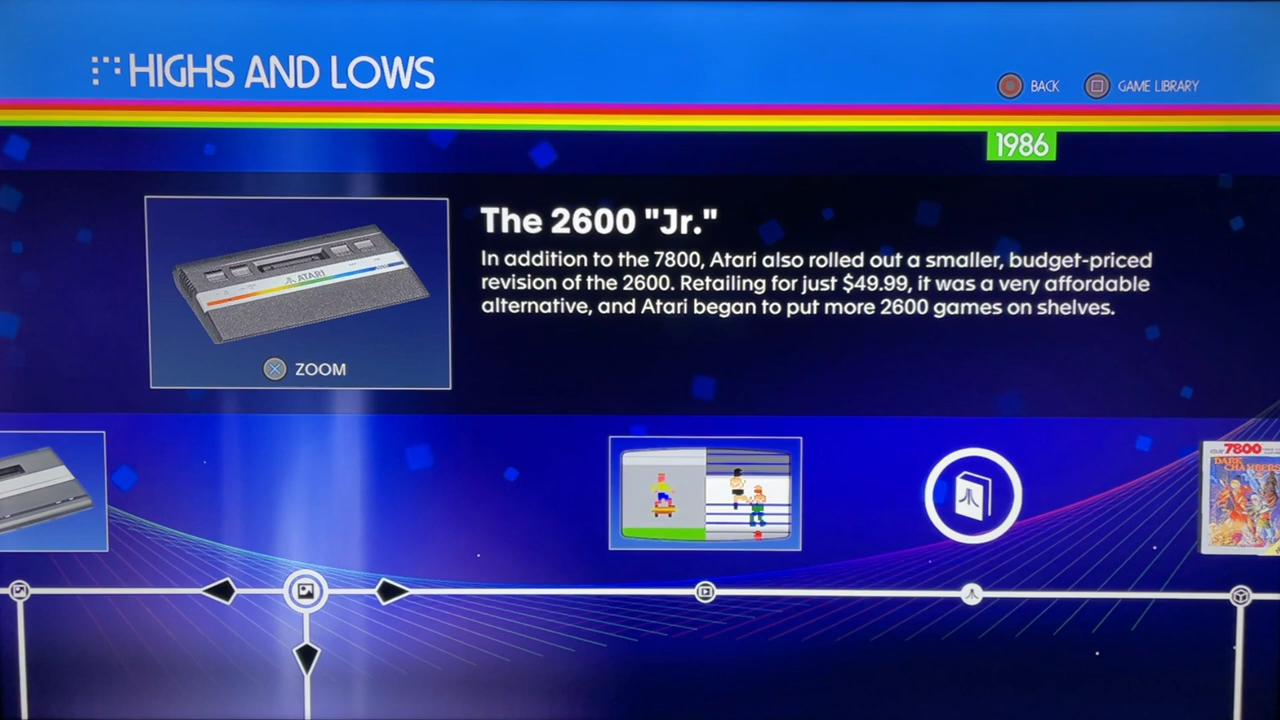 HIGHS AND LOWS
BACK
GAME LIBRARY
1986
The 2600 "Jr."
In addition to the 7800, Atari also rolled out a smaller, budget-priced
revision of the 2600. Retailing for just $49.99, it was a very affordable
alternative, and Atari began to put more 2600 games on shelves.
ATARI
ZOOM
7800
DARK
CHAMBERS